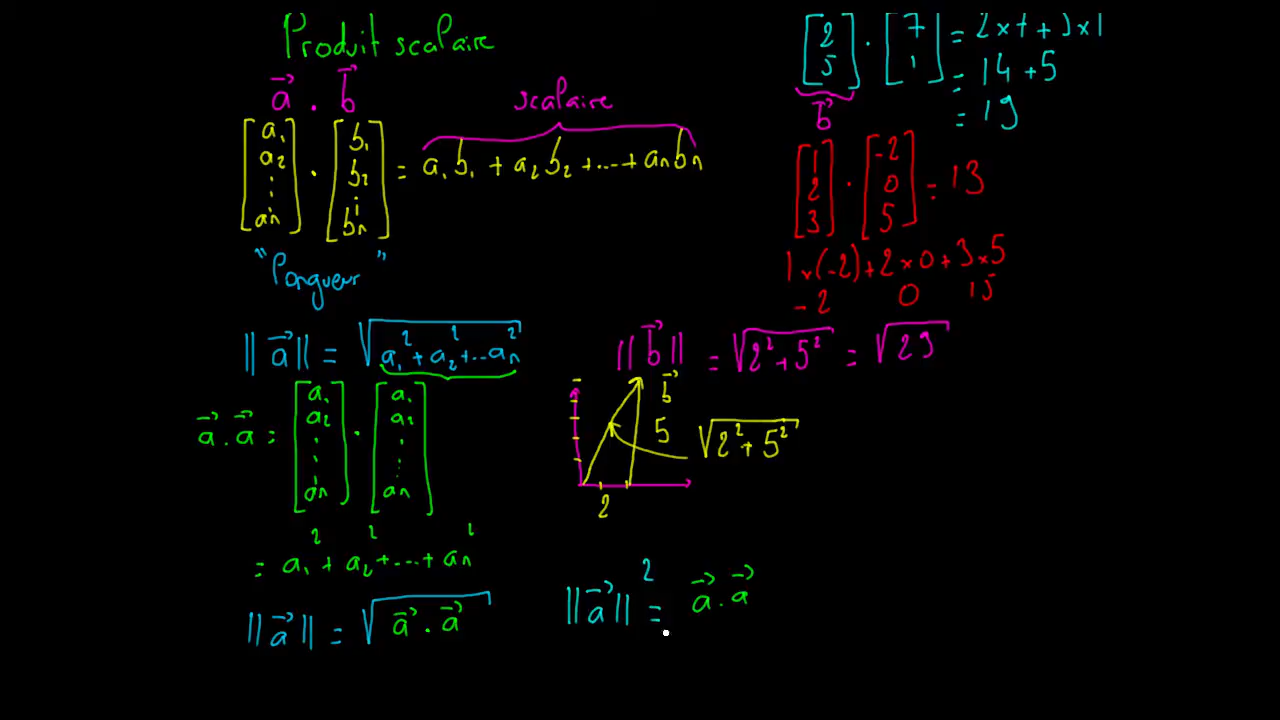 Produit scalaire
a⃗ . b⃗
scalaire
[a₁ a₂ ⋮ aₙ] · [b₁ b₂ ⋮ bₙ] = a₁b₁ + a₂b₂ + ... + aₙbₙ
"longueur"
||a⃗|| = √(a₁² + a₂² + ... aₙ²)
a⃗ . a⃗ = [a₁ a₂ ⋮ aₙ] · [a₁ a₂ ⋮ aₙ]
= a₁² + a₂² + ... + aₙ²
||a⃗|| = √(a⃗ . a⃗)
[2 5] · [7 1] = 2×7 + 5×1
= 14 + 5
b⃗
= 19
[1 2 3] · [-2 0 5] = 13
1×(-2) + 2×0 + 3×5
-2 0 15
||b⃗|| = √(2² + 5²) = √29
b⃗
5
√(2² + 5²)
2
||a⃗||² = a⃗ . a⃗